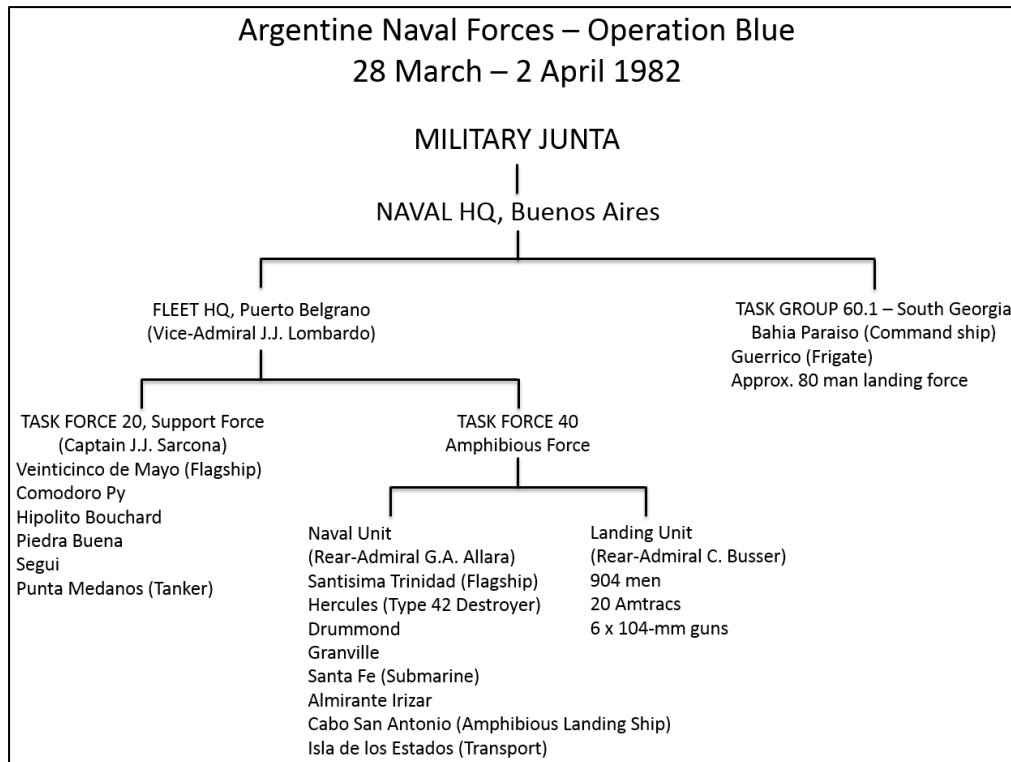 Argentine Naval Forces – Operation Blue
28 March – 2 April 1982
MILITARY JUNTA
NAVAL HQ, Buenos Aires
FLEET HQ, Puerto Belgrano
(Vice-Admiral J.J. Lombardo)
TASK GROUP 60.1 – South Georgia
Bahia Paraiso (Command ship)
Guerrico (Frigate)
Approx. 80 man landing force
TASK FORCE 20, Support Force
(Captain J.J. Sarcona)
Veinticinco de Mayo (Flagship)
Comodoro Py
Hipolito Bouchard
Piedra Buena
Segui
Punta Medanos (Tanker)
TASK FORCE 40
Amphibious Force
Naval Unit
(Rear-Admiral G.A. Allara)
Santisima Trinidad (Flagship)
Hercules (Type 42 Destroyer)
Drummond
Granville
Santa Fe (Submarine)
Almirante Irizar
Cabo San Antonio (Amphibious Landing Ship)
Isla de los Estados (Transport)
Landing Unit
(Rear-Admiral C. Busser)
904 men
20 Amtracs
6 x 104-mm guns